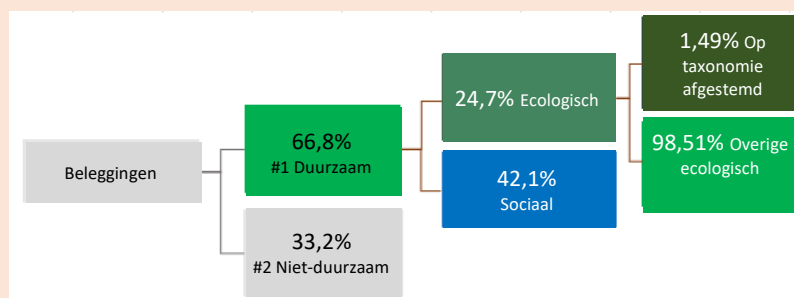 Beleggingen
66,8%
#1 Duurzaam
33,2%
#2 Niet-duurzaam
24,7% Ecologisch
42,1%
Sociaal
1,49% Op
taxonomie
afgestemd
98,51% Overige
ecologisch